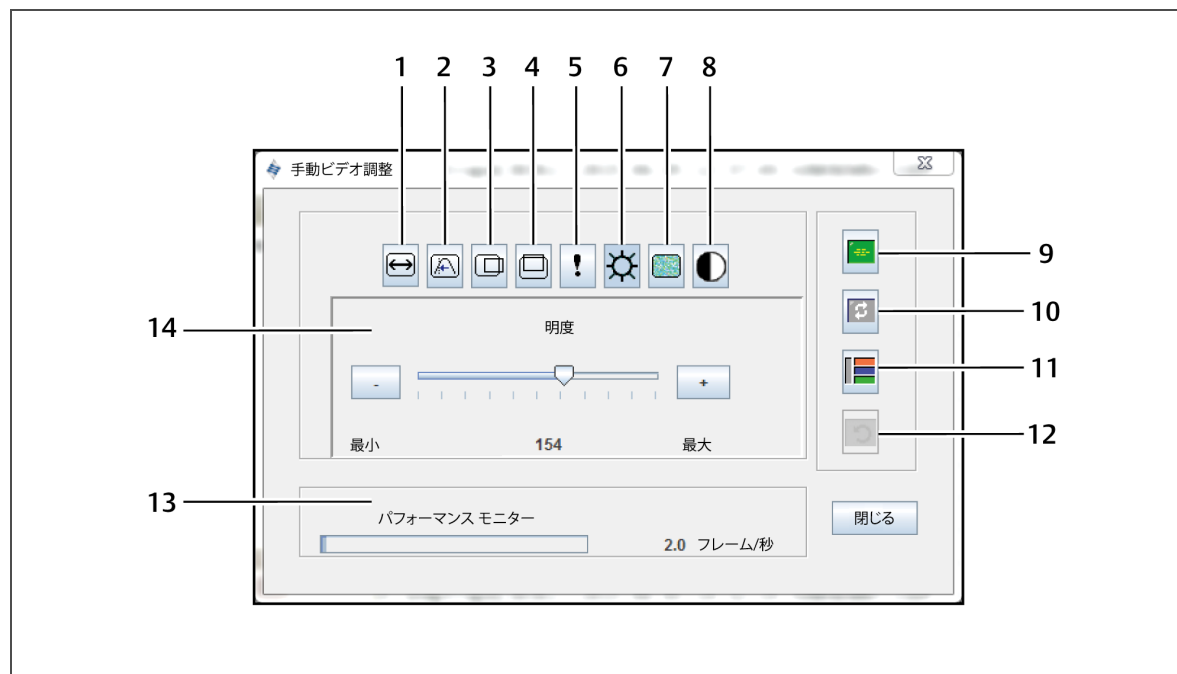 1 2 3 4 5 6 7 8
手動ビデオ調整
9
10
11
12
14
明度
- +
最小 154 最大
13
パフォーマンス モニター
2.0 フレーム/秒
閉じる